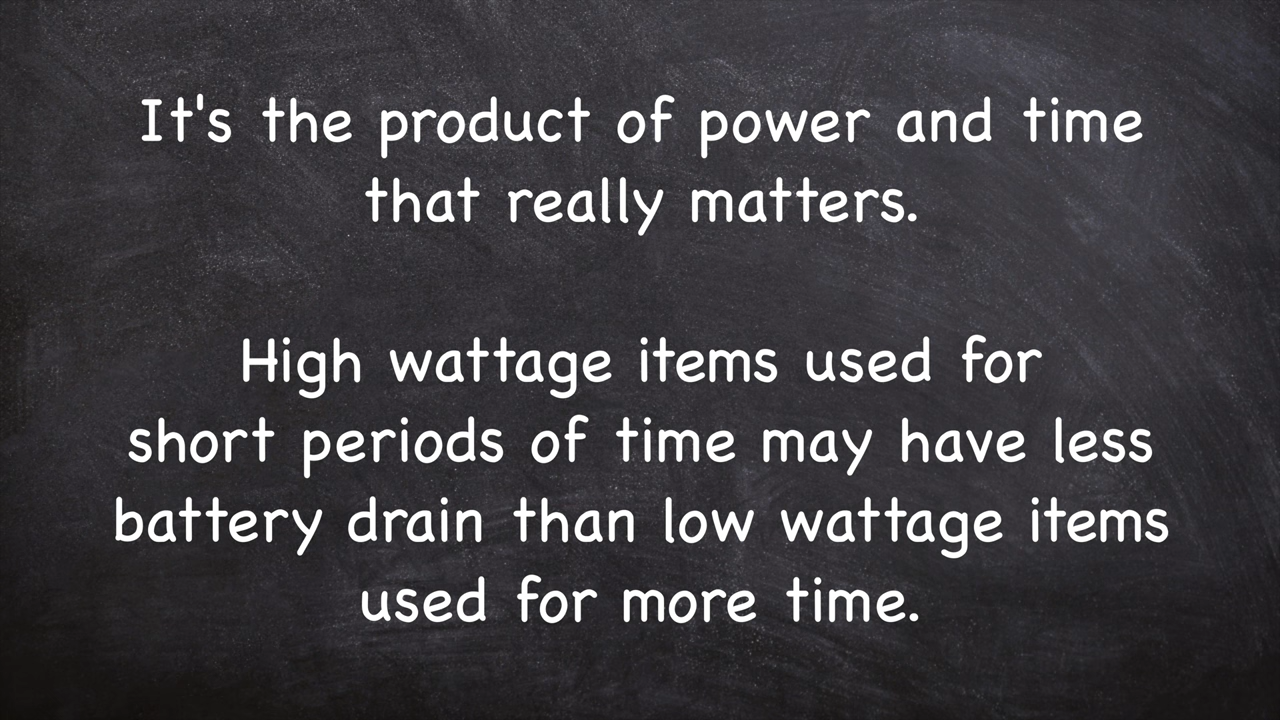 It's the product of power and time
that really matters.
High wattage items used for
short periods of time may have less
battery drain than low wattage items
used for more time.